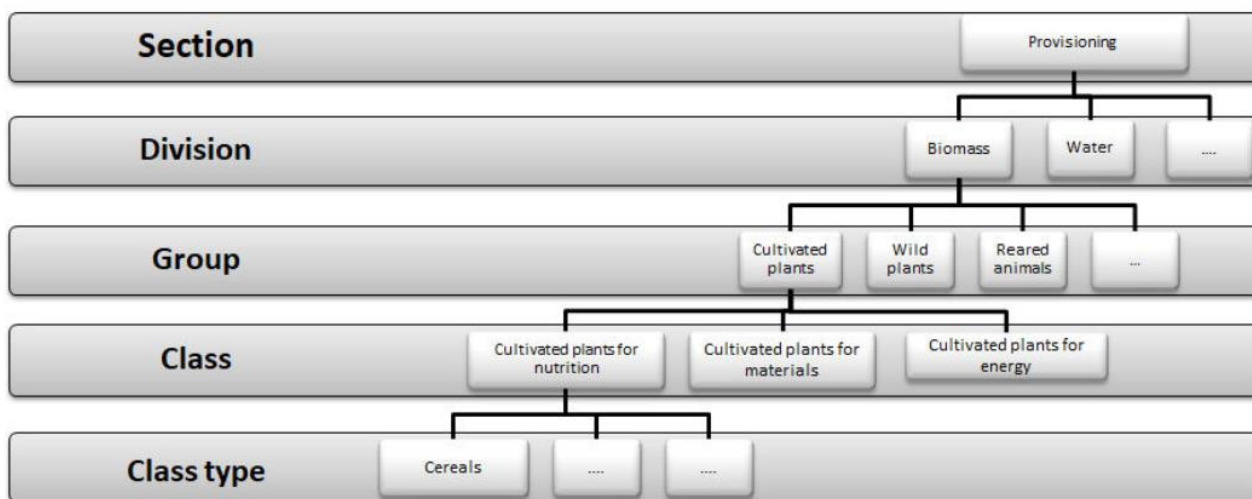 Section
Provisioning
Division
Biomass
Water
....
Group
Cultivated
plants
Wild
plants
Reared
animals
...
Class
Cultivated plants for
nutrition
Cultivated plants for
materials
Cultivated plants for
energy
Class type
Cereals
....
....